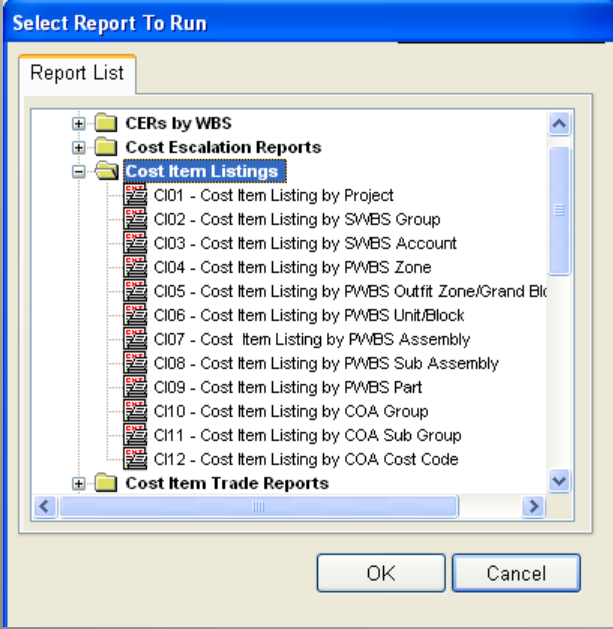 Select Report To Run
Report List
CERs by WBS
Cost Escalation Reports
Cost Item Listings
CI01 - Cost Item Listing by Project
CI02 - Cost Item Listing by SWBS Group
CI03 - Cost Item Listing by SWBS Account
CI04 - Cost Item Listing by PWBS Zone
CI05 - Cost Item Listing by PWBS Outfit Zone/Grand Blo
CI06 - Cost Item Listing by PWBS Unit/Block
CI07 - Cost  Item Listing by PWBS Assembly
CI08 - Cost Item Listing by PWBS Sub Assembly
CI09 - Cost Item Listing by PWBS Part
CI10 - Cost Item Listing by COA Group
CI11 - Cost Item Listing by COA Sub Group
CI12 - Cost Item Listing by COA Cost Code
Cost Item Trade Reports
OK Cancel